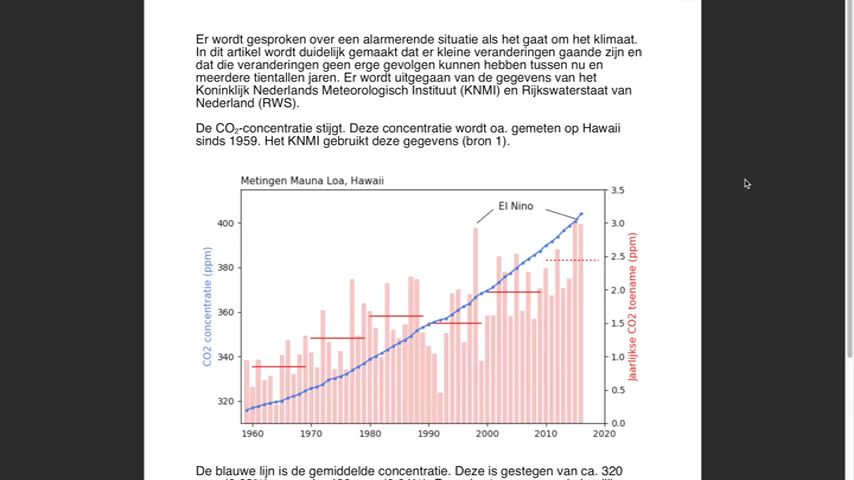 Er wordt gesproken over een alarmerende situatie als het gaat om het klimaat.
In dit artikel wordt duidelijk gemaakt dat er kleine veranderingen gaande zijn en
dat die veranderingen geen erge gevolgen kunnen hebben tussen nu en
meerdere tientallen jaren. Er wordt uitgegaan van de gegevens van het
Koninklijk Nederlands Meteorologisch Instituut (KNMI) en Rijkswaterstaat van
Nederland (RWS).
De CO₂-concentratie stijgt. Deze concentratie wordt oa. gemeten op Hawaii
sinds 1959. Het KNMI gebruikt deze gegevens (bron 1).
Metingen Mauna Loa, Hawaii
El Nino
CO2 concentratie (ppm)
400
380
360
340
320
3.5
3.0
2.5
2.0
1.5
1.0
0.5
0.0
Jaarlijkse CO2 toename (ppm)
1960 1970 1980 1990 2000 2010 2020
De blauwe lijn is de gemiddelde concentratie. Deze is gestegen van ca. 320